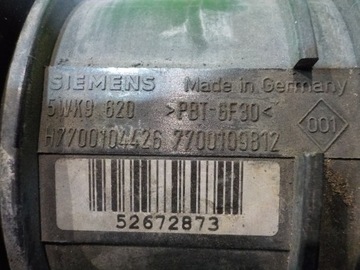 SIEMENS Made in Germany
5WK9 620 >PBT-GF30<
H7700104426 7700109812
001
52672873